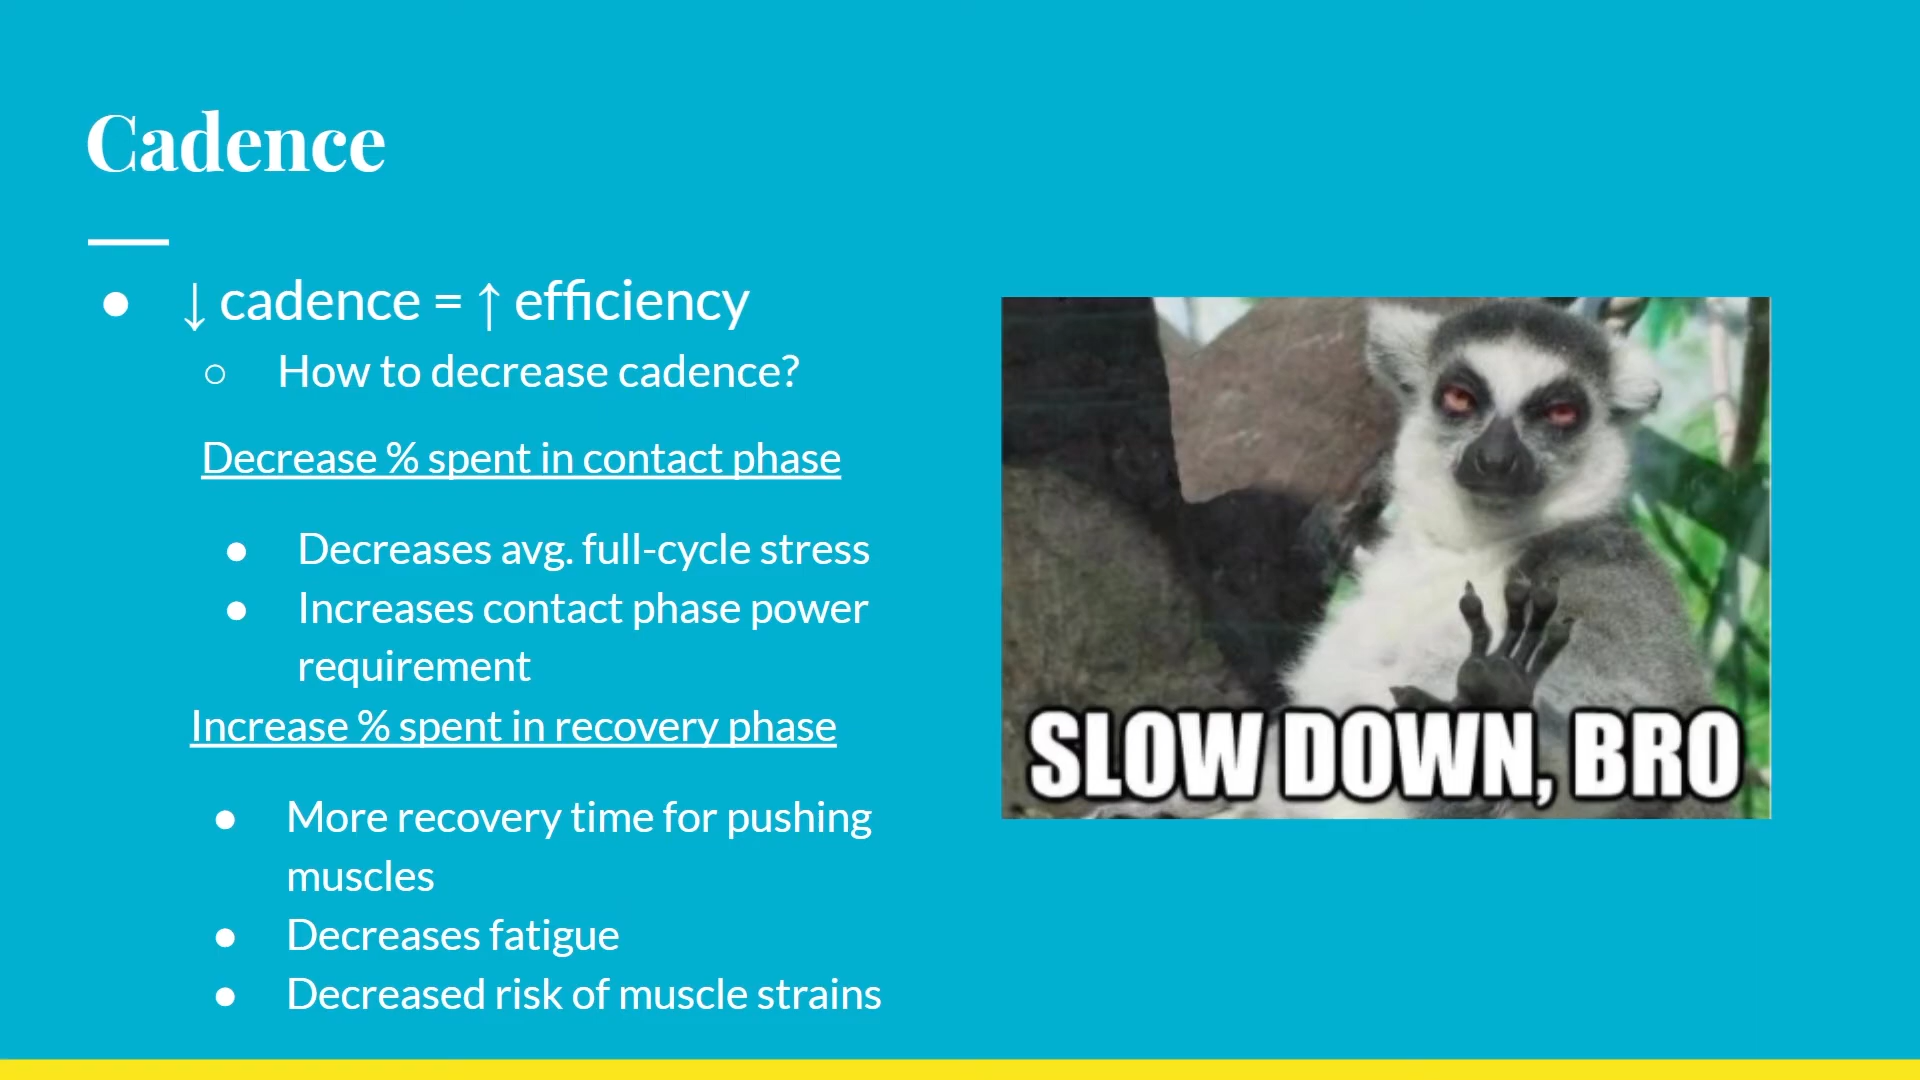 Cadence
● ↓ cadence = ↑ efficiency
○ How to decrease cadence?
Decrease % spent in contact phase
● Decreases avg. full-cycle stress
● Increases contact phase power
requirement
Increase % spent in recovery phase
● More recovery time for pushing
muscles
● Decreases fatigue
● Decreased risk of muscle strains
SLOW DOWN, BRO